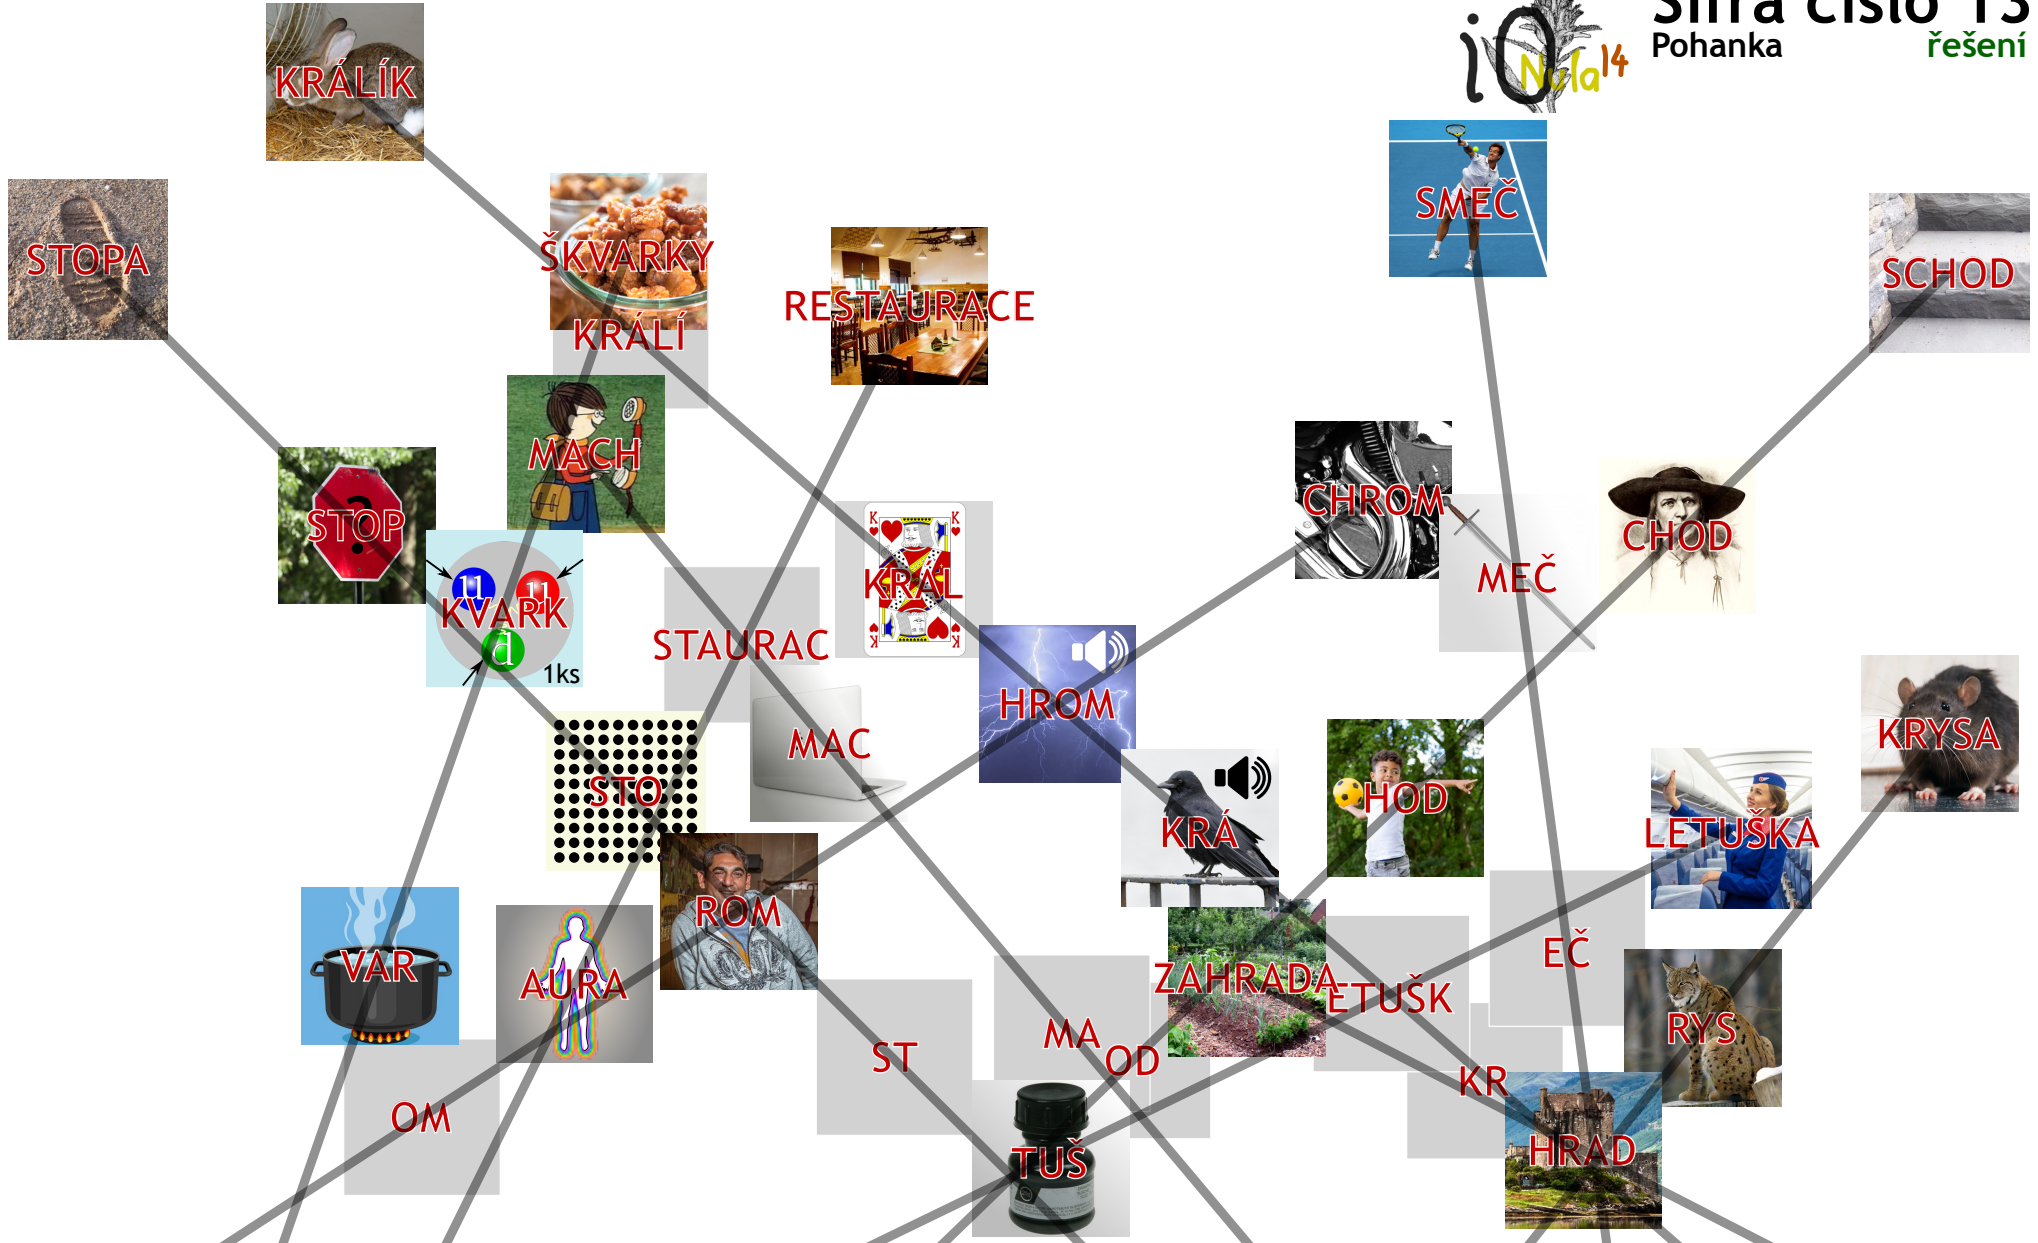 Šifra číslo 13
iO
Nula14
Pohanka
řešení
KRÁLÍK
SMEČ
STOPA
ŠKVARKY
SCHOD
RESTAURACE
KRÁLÍ
MACH
K K
CHROM
STOP
CHOD
MEČ
u u
KVARK
KRÁL
d
1ks
STAURAC
K K
HROM
MAC
KRYSA
STO
KRÁ
HOD
LETUŠKA
ROM
EČ
VAR
AURA
ZAHRADA
ETUŠK
RYS
MA
ST
OD
KR
OM
TUŠ
HRAD